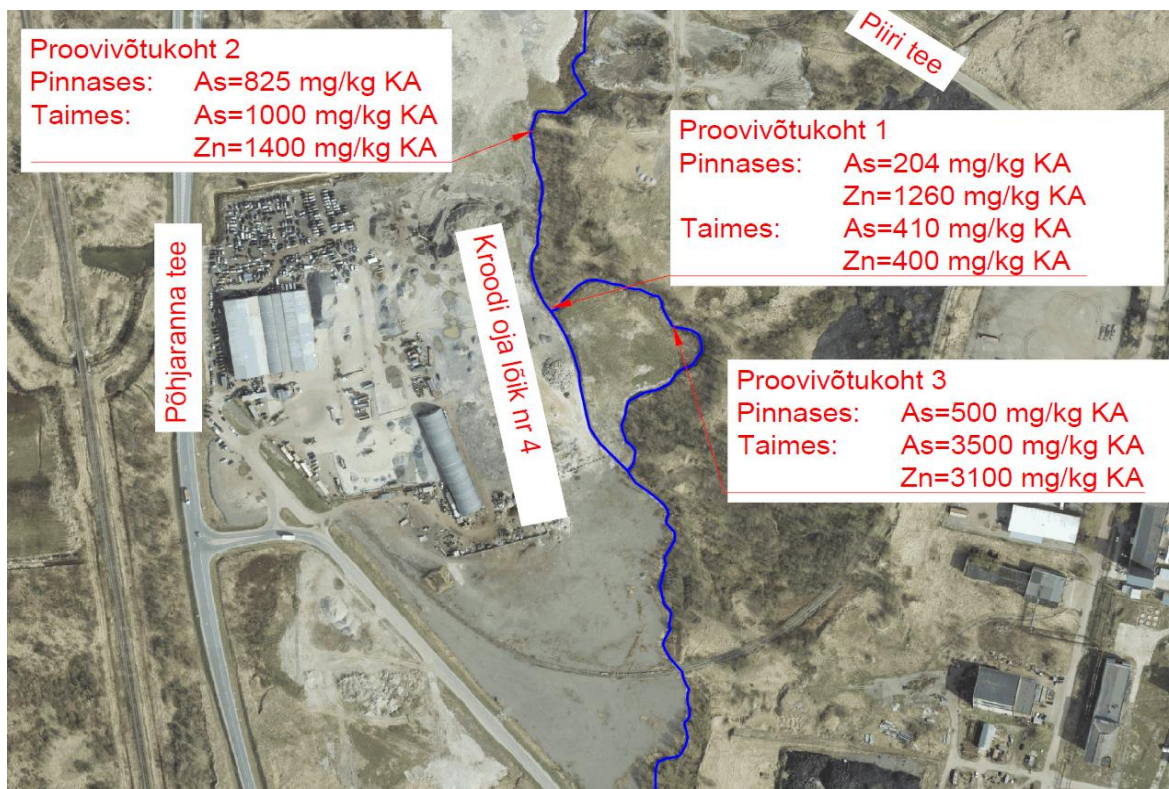 Proovivõtukoht 2
Pinnases: As=825 mg/kg KA
Taimes: As=1000 mg/kg KA
Zn=1400 mg/kg KA
Piiri tee
Proovivõtukoht 1
Pinnases: As=204 mg/kg KA
Zn=1260 mg/kg KA
Taimes: As=410 mg/kg KA
Zn=400 mg/kg KA
Põhjaranna tee
Kroodi oja lõik nr 4
Proovivõtukoht 3
Pinnases: As=500 mg/kg KA
Taimes: As=3500 mg/kg KA
Zn=3100 mg/kg KA